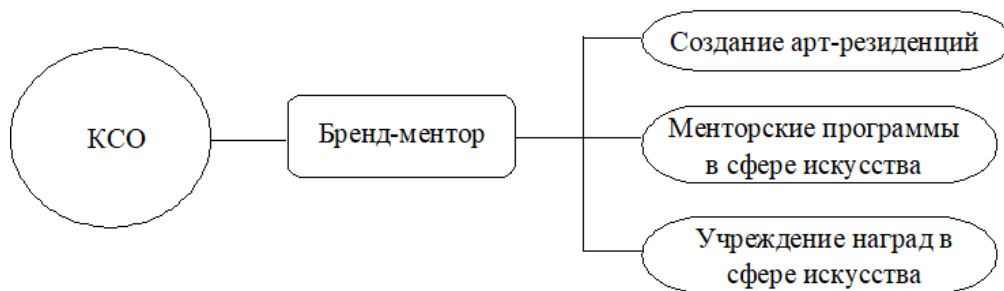 КСО
Бренд-ментор
Создание арт-резиденций
Менторские программы
в сфере искусства
Учреждение наград в
сфере искусства